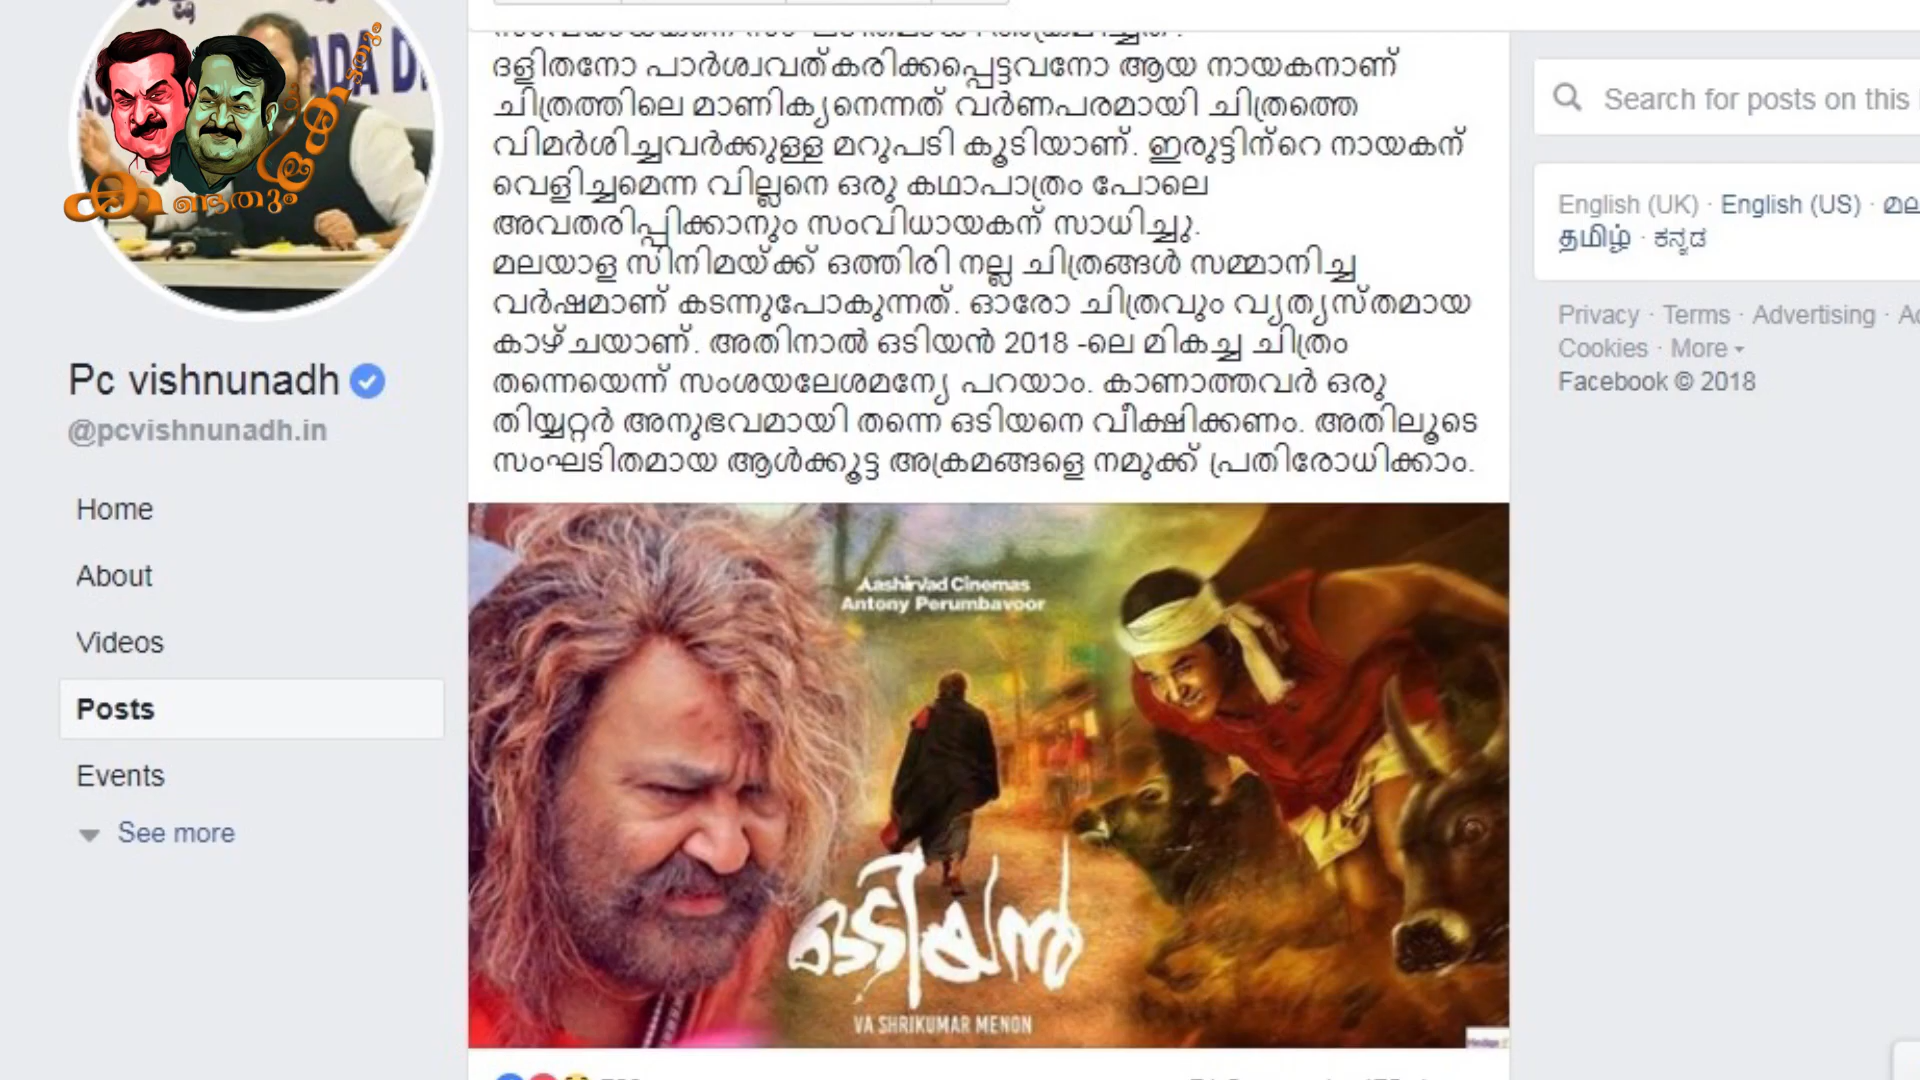 കണ്ടതും
ADA D
Pc vishnunadh
@pcvishnunadh.in
Home
About
Videos
Posts
Events
See more
ദളിതനോ പാർശ്വവത്കരിക്കപ്പെട്ടവനോ ആയ നായകനാണ്
ചിത്രത്തിലെ മാണിക്യനെന്നത് വർണപരമായി ചിത്രത്തെ
വിമർശിച്ചവർക്കുള്ള മറുപടി കൂടിയാണ്. ഇരുട്ടിന്റെ നായകന്
വെളിച്ചമെന്ന വില്ലനെ ഒരു കഥാപാത്രം പോലെ
അവതരിപ്പിക്കാനും സംവിധായകന് സാധിച്ചു.
മലയാള സിനിമയ്ക്ക് ഒത്തിരി നല്ല ചിത്രങ്ങൾ സമ്മാനിച്ച
വർഷമാണ് കടന്നുപോകുന്നത്. ഓരോ ചിത്രവും വ്യത്യസ്തമായ
കാഴ്ചയാണ്. അതിനാൽ ഒടിയൻ 2018 -ലെ മികച്ച ചിത്രം
തന്നെയെന്ന് സംശയലേശമന്യേ പറയാം. കാണാത്തവർ ഒരു
തിയ്യറ്റർ അനുഭവമായി തന്നെ ഒടിയനെ വീക്ഷിക്കണം. അതിലൂടെ
സംഘടിതമായ ആൾക്കൂട്ട അക്രമങ്ങളെ നമുക്ക് പ്രതിരോധിക്കാം.
Aashirvad Cinemas
Antony Perumbavoor
ഒടിയൻ
VA SHRIKUMAR MENON
Search for posts on this
English (UK) · English (US) · മല
தமிழ் · ಕನ್ನಡ
Privacy · Terms · Advertising · Ad
Cookies · More
Facebook © 2018